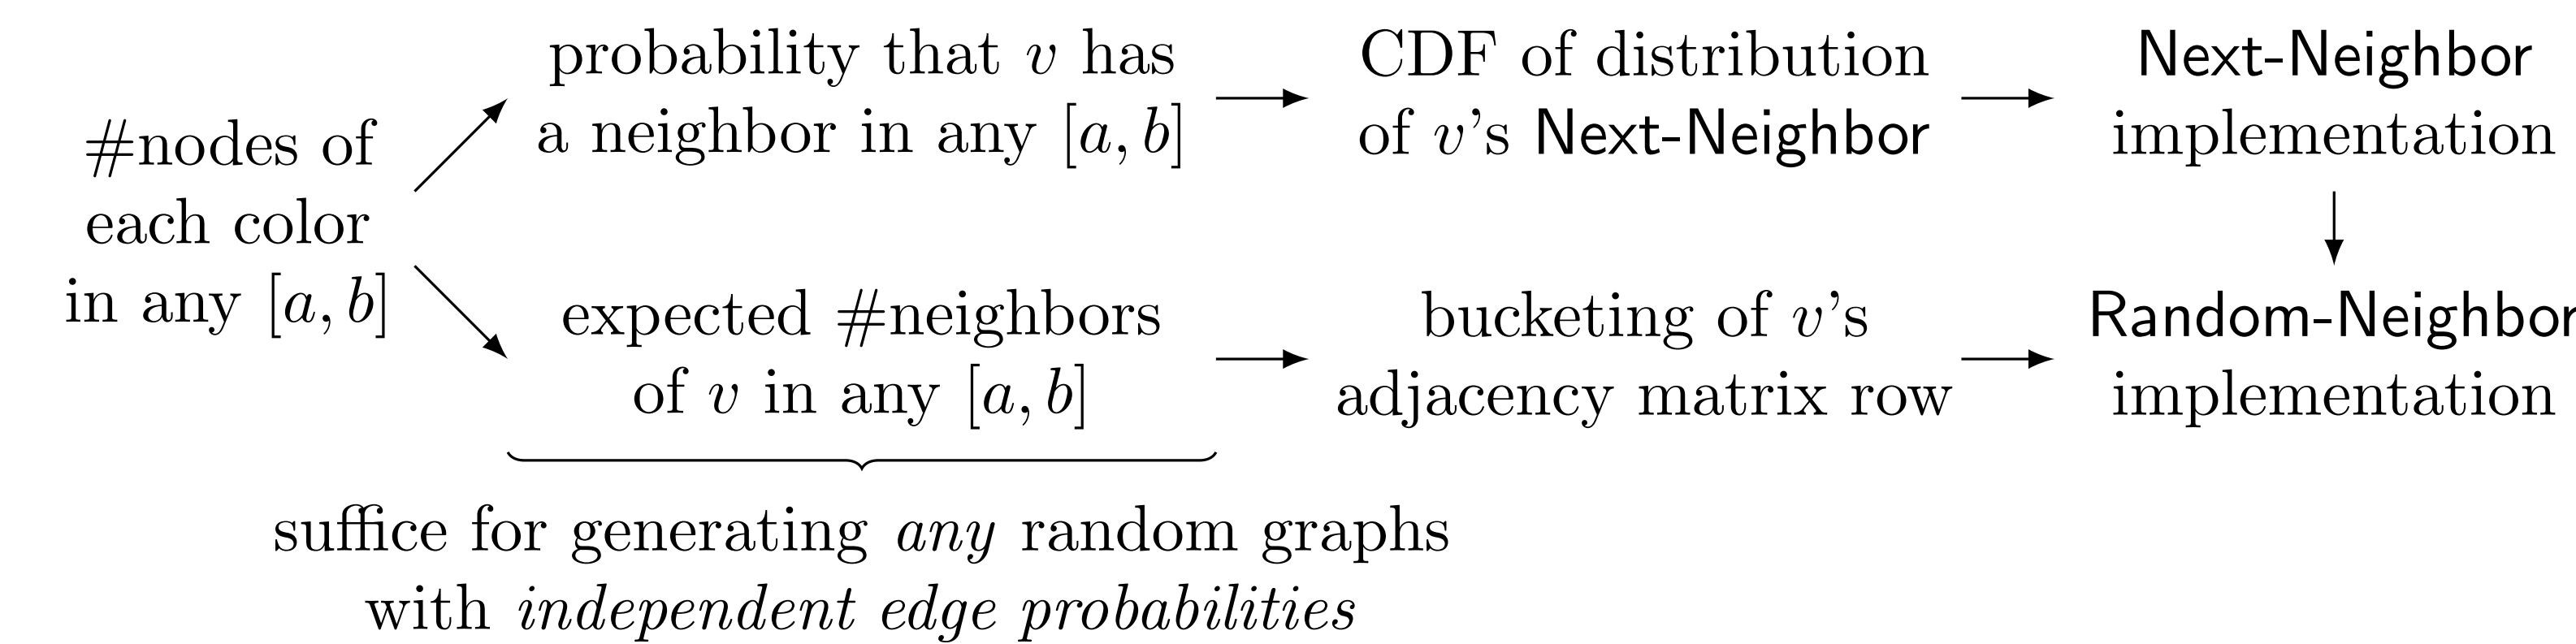 #nodes of
each color
in any [a, b]
probability that v has
a neighbor in any [a, b]
CDF of distribution
of v's Next-Neighbor
Next-Neighbor
implementation
expected #neighbors
of v in any [a, b]
bucketing of v's
adjacency matrix row
Random-Neighbor
implementation
suffice for generating any random graphs
with independent edge probabilities